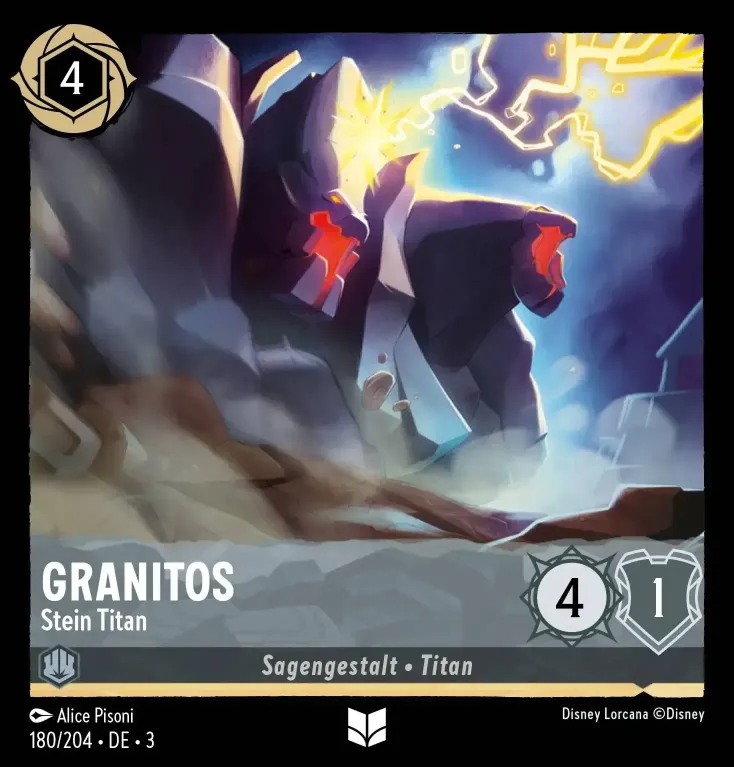 4
GRANITOS
Stein Titan
4 1
Sagengestalt • Titan
Alice Pisoni
180/204 • DE • 3
Disney Lorcana ©Disney